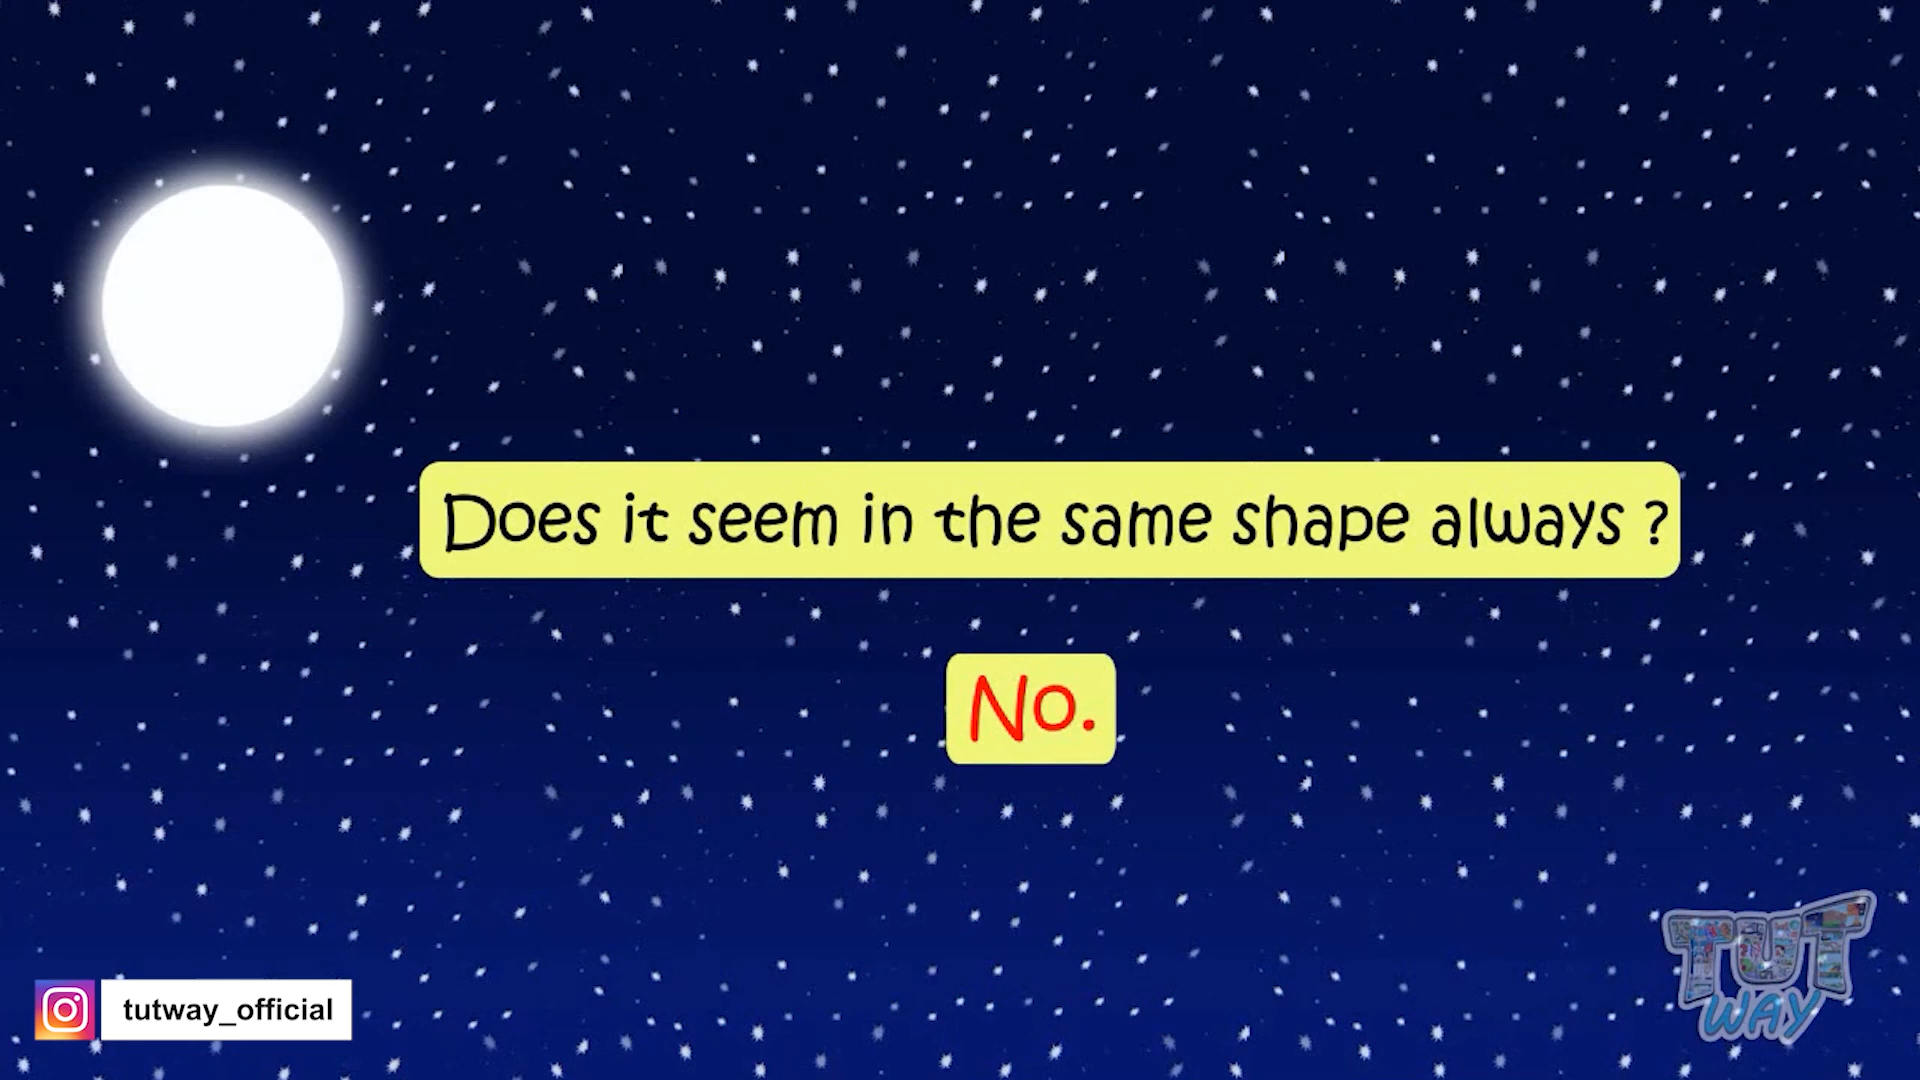 Does it seem in the same shape always ?
No.
tutway_official
TUT
WAY